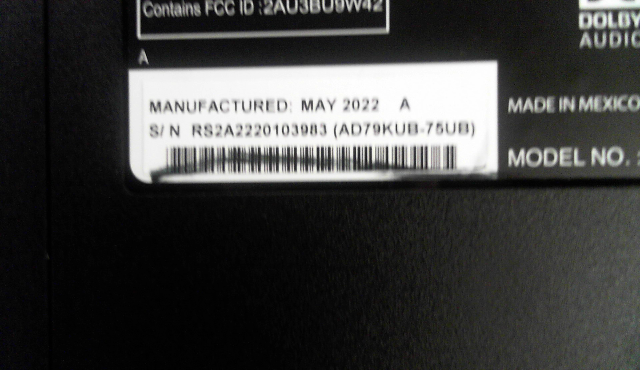 Contains FCC ID :2AU3BU9W42
DOLBY
AUDIO
A
MANUFACTURED: MAY 2022 A
S/ N RS2A2220103983 (AD79KUB-75UB)
MADE IN MEXICO
MODEL NO.